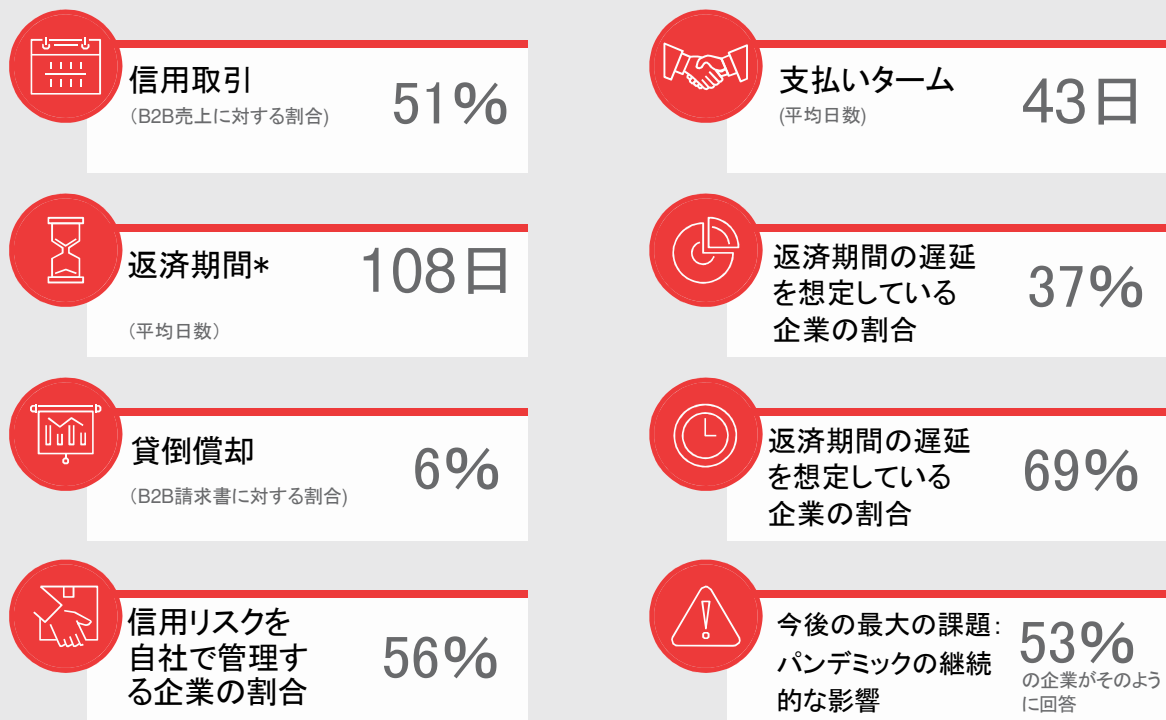 信用取引
（B2B売上に対する割合)
51%
支払いターム
(平均日数)
43日
返済期間*
（平均日数）
108日
返済期間の遅延
を想定している
企業の割合
37%
貸倒償却
（B2B請求書に対する割合)
6%
返済期間の遅延
を想定している
企業の割合
69%
信用リスクを
自社で管理す
る企業の割合
56%
今後の最大の課題：
パンデミックの継続
的な影響
53%
の企業がそのよう
に回答